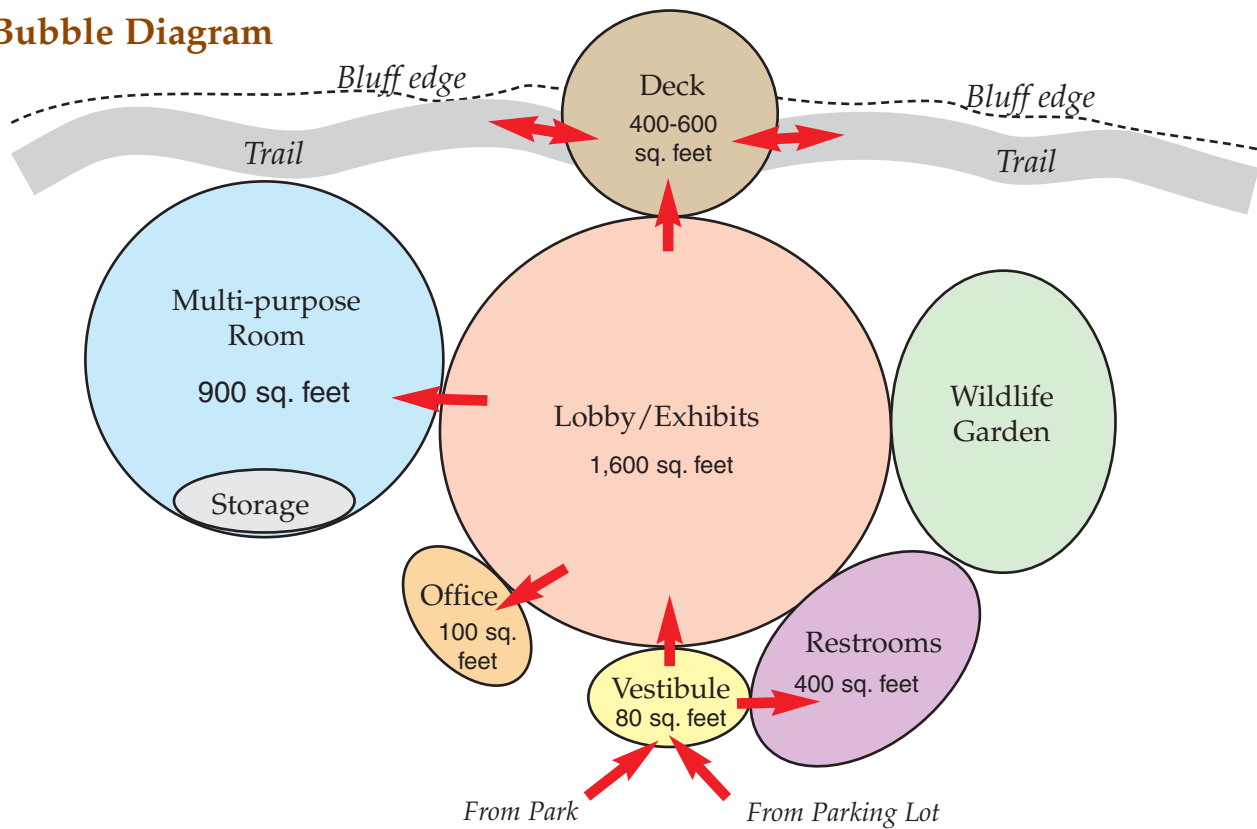 Bubble Diagram
Bluff edge
Deck
400-600
sq. feet
Bluff edge
Trail
Trail
Multi-purpose
Room
900 sq. feet
Storage
Lobby/Exhibits
1,600 sq. feet
Wildlife
Garden
Office
100 sq.
feet
Vestibule
80 sq. feet
Restrooms
400 sq. feet
From Park
From Parking Lot